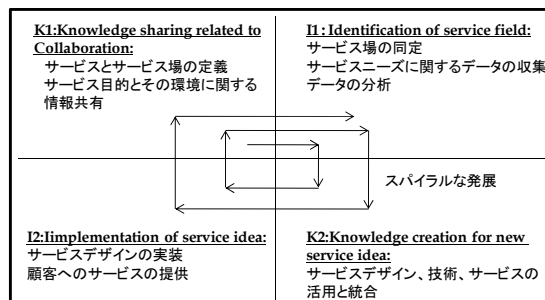 K1:Knowledge sharing related to
Collaboration:
サービスとサービス場の定義
サービス目的とその環境に関する
情報共有
I1: Identification of service field:
サービス場の同定
サービスニーズに関するデータの収集
データの分析
スパイラルな発展
I2:Iimplementation of service idea:
サービスデザインの実装
顧客へのサービスの提供
K2:Knowledge creation for new
service idea:
サービスデザイン、技術、サービスの
活用と統合